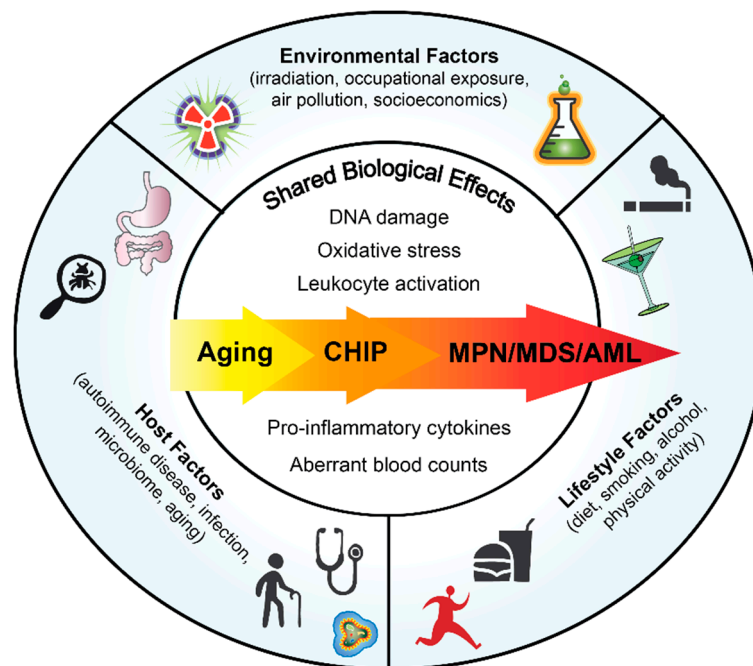 Environmental Factors
(irradiation, occupational exposure,
air pollution, socioeconomics)
Shared Biological Effects
DNA damage
Oxidative stress
Leukocyte activation
Aging
CHIP
MPN/MDS/AML
Pro-inflammatory cytokines
Aberrant blood counts
Host Factors
(autoimmune disease, infection,
microbiome, aging)
Lifestyle Factors
(diet, smoking, alcohol,
physical activity)